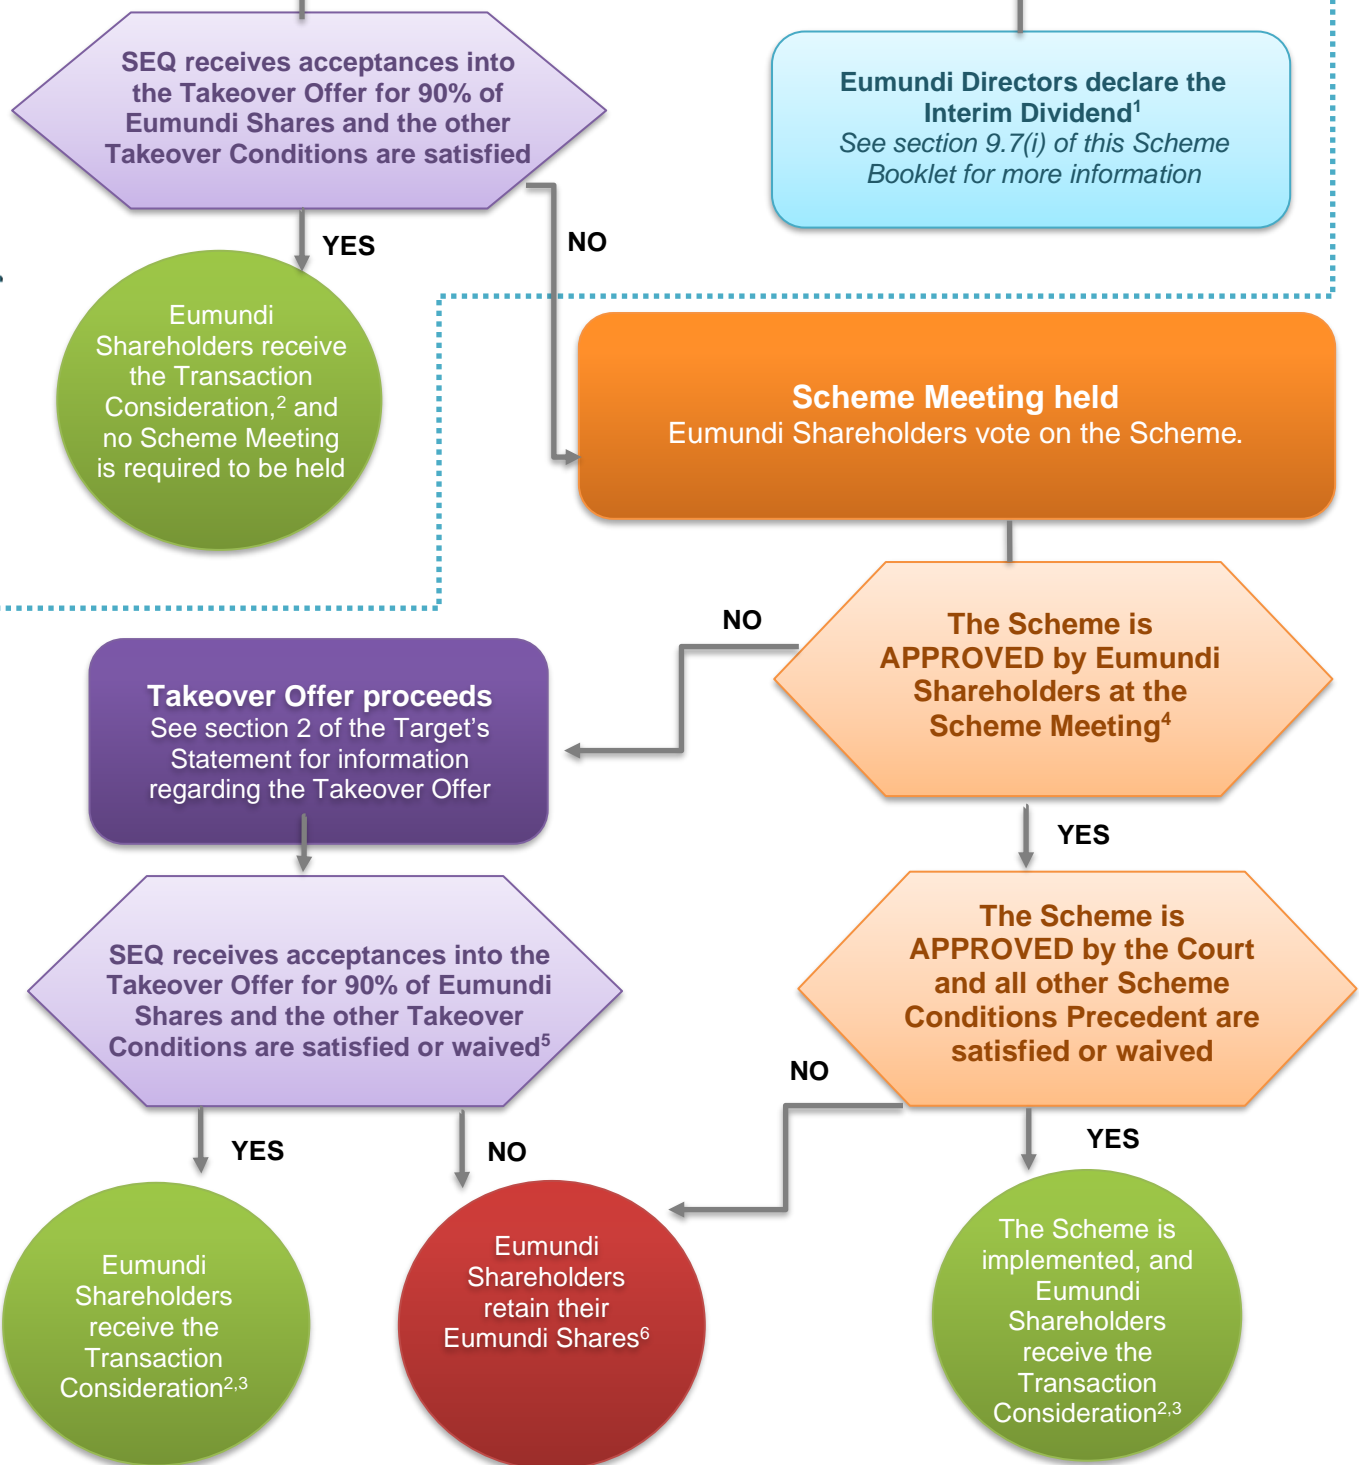 SEQ receives acceptances into
the Takeover Offer for 90% of
Eumundi Shares and the other
Takeover Conditions are satisfied
Eumundi Directors declare the
Interim Dividend¹
See section 9.7(i) of this Scheme
Booklet for more information
YES
NO
Eumundi
Shareholders receive
the Transaction
Consideration,² and
no Scheme Meeting
is required to be held
Scheme Meeting held
Eumundi Shareholders vote on the Scheme.
NO
The Scheme is
APPROVED by Eumundi
Shareholders at the
Scheme Meeting⁴
Takeover Offer proceeds
See section 2 of the Target's
Statement for information
regarding the Takeover Offer
YES
SEQ receives acceptances into the
Takeover Offer for 90% of Eumundi
Shares and the other Takeover
Conditions are satisfied or waived⁵
The Scheme is
APPROVED by the Court
and all other Scheme
Conditions Precedent are
satisfied or waived
NO
YES
NO
YES
Eumundi
Shareholders
receive the
Transaction
Consideration²,³
Eumundi
Shareholders
retain their
Eumundi Shares⁶
The Scheme is
implemented, and
Eumundi
Shareholders
receive the
Transaction
Consideration²,³